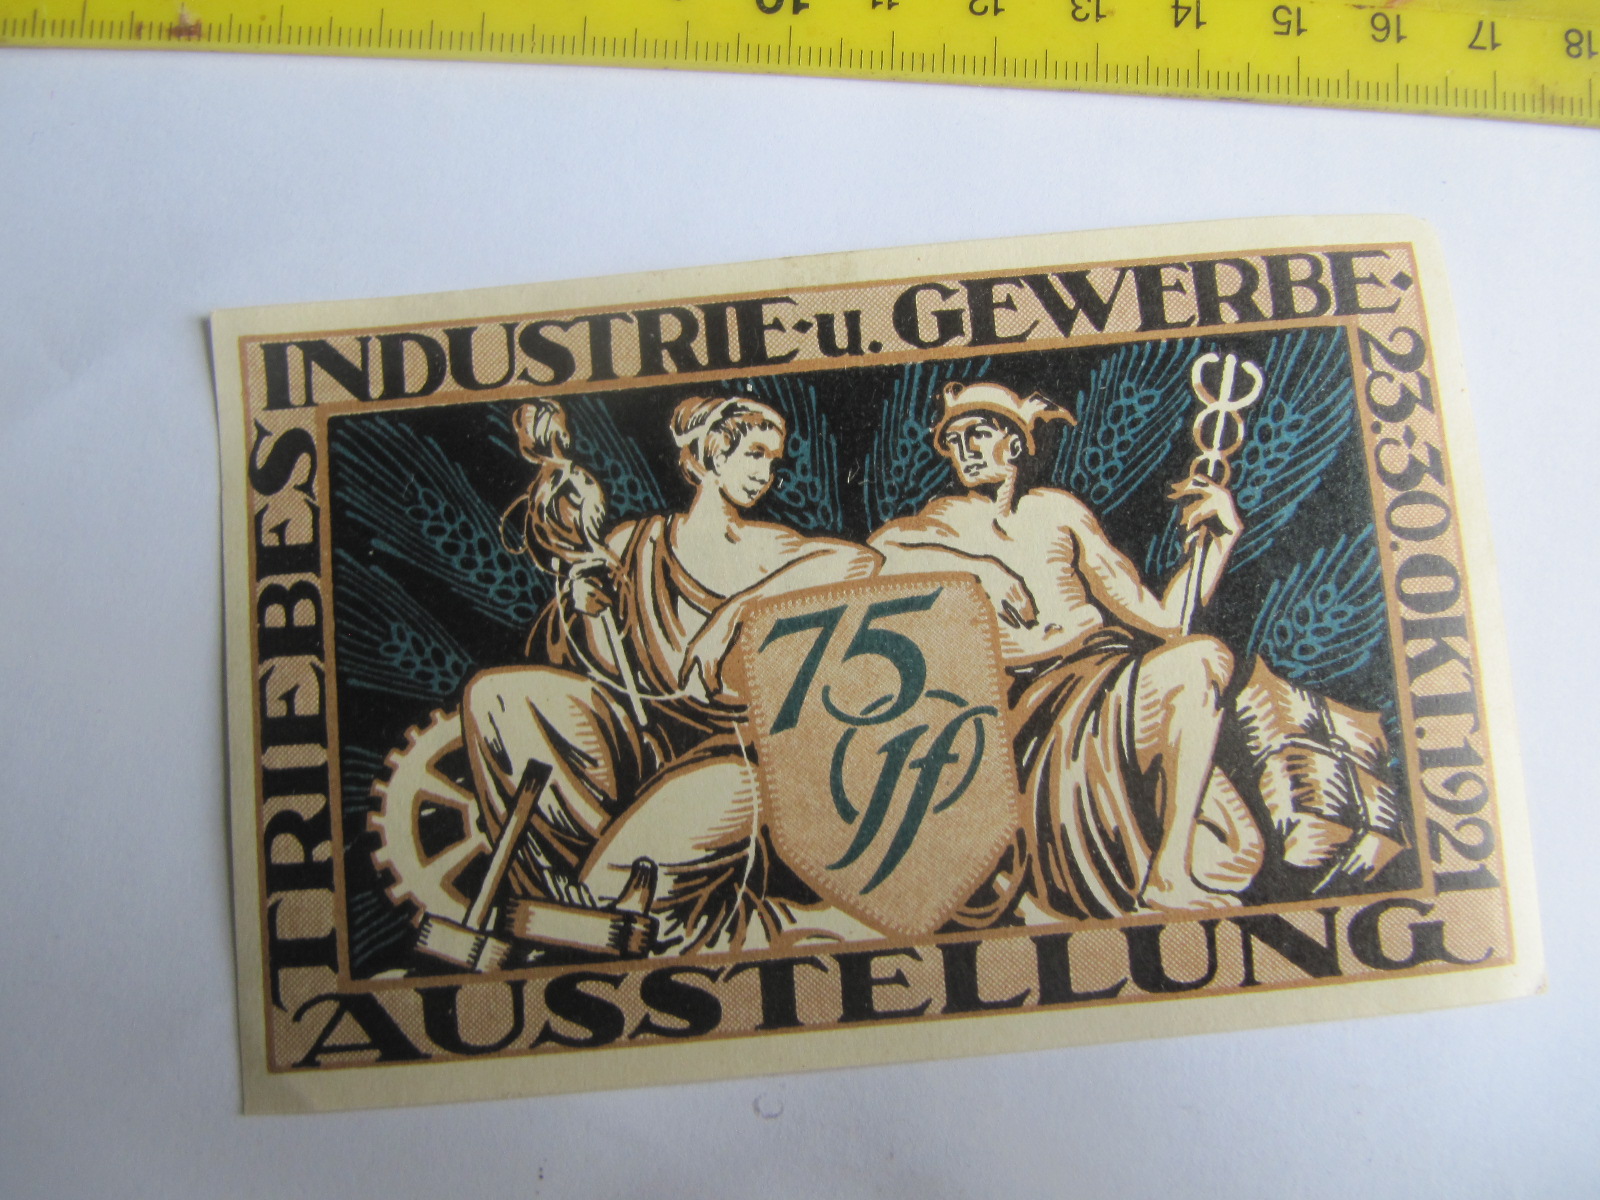 10 11 12 13 14 15 16 17 18
INDUSTRIE-u. GEWERBE-
AUSSTELLUNG
TRIEBES
23.-30. OKT. 1921
75
Pf